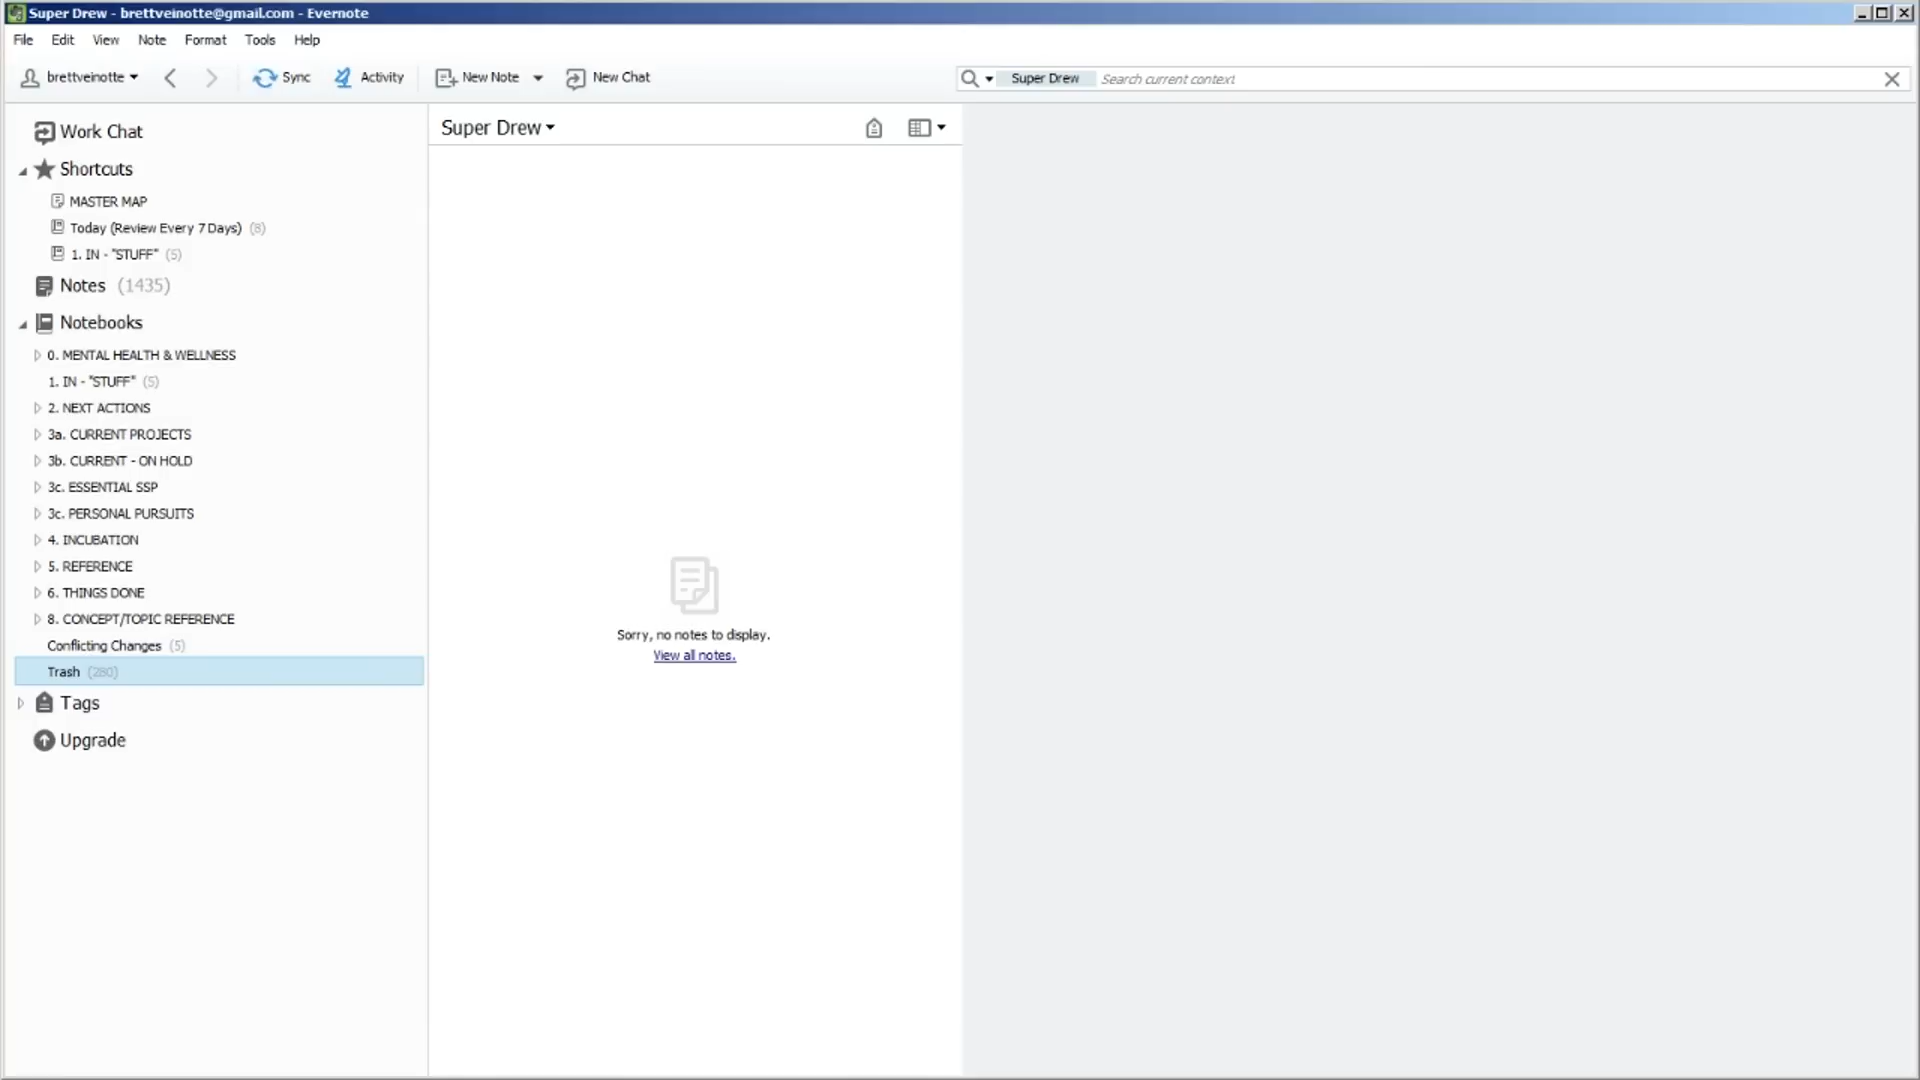 Super Drew - brettveinotte@gmail.com - Evernote
File Edit View Note Format Tools Help
brettveinotte Sync Activity New Note New Chat Super Drew Search current context
Work Chat
Shortcuts
MASTER MAP
Today (Review Every 7 Days) (8)
1. IN - "STUFF" (5)
Notes (1435)
Notebooks
0. MENTAL HEALTH & WELLNESS
1. IN - "STUFF" (5)
2. NEXT ACTIONS
3a. CURRENT PROJECTS
3b. CURRENT - ON HOLD
3c. ESSENTIAL SSP
3c. PERSONAL PURSUITS
4. INCUBATION
5. REFERENCE
6. THINGS DONE
8. CONCEPT/TOPIC REFERENCE
Conflicting Changes (5)
Trash (280)
Tags
Upgrade
Super Drew
Sorry, no notes to display.
View all notes.